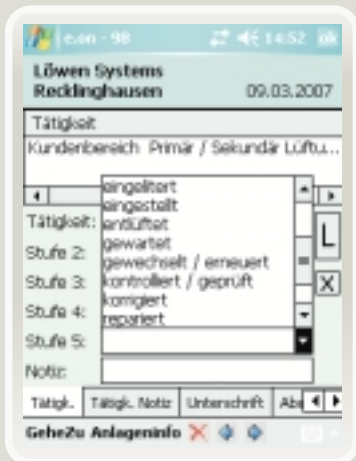 e.on - 98 14:52 ok
Löwen Systems
Recklinghausen 09.03.2007
Tätigkeit
Kundenbereich Primär / Sekundär Lüftu...
eingelitert
eingestellt
Tätigkeit: entlüftet L
gewartet
Stufe 2:
gewechselt / erneuert
Stufe 3: kontrolliert / geprüft X
Stufe 4: korrigiert
repariert
Stufe 5:
Notiz:
Tätigk. Tätigk. Notiz Unterschrift Abe
GeheZu Anlageninfo